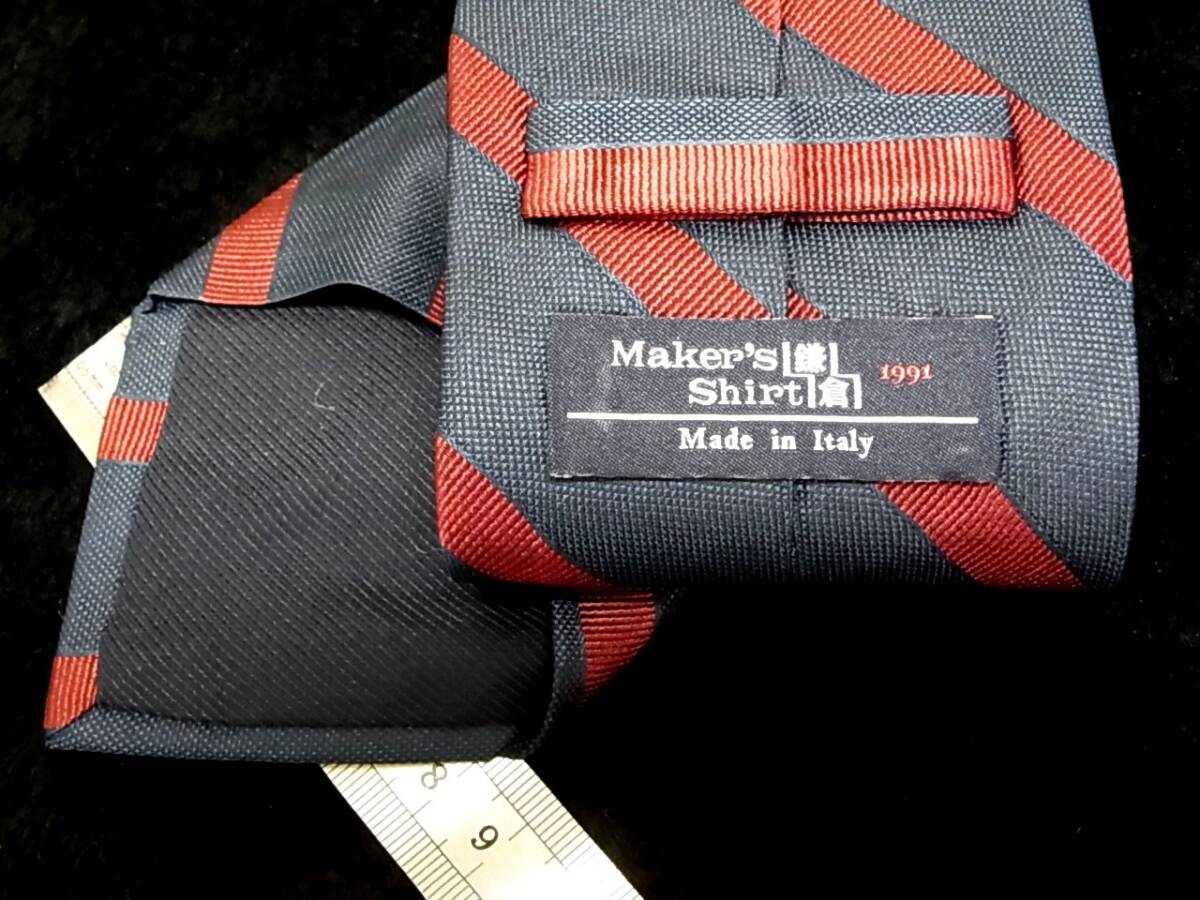 Maker's 鎌 1991
Shirt 倉
Made in Italy
8
9